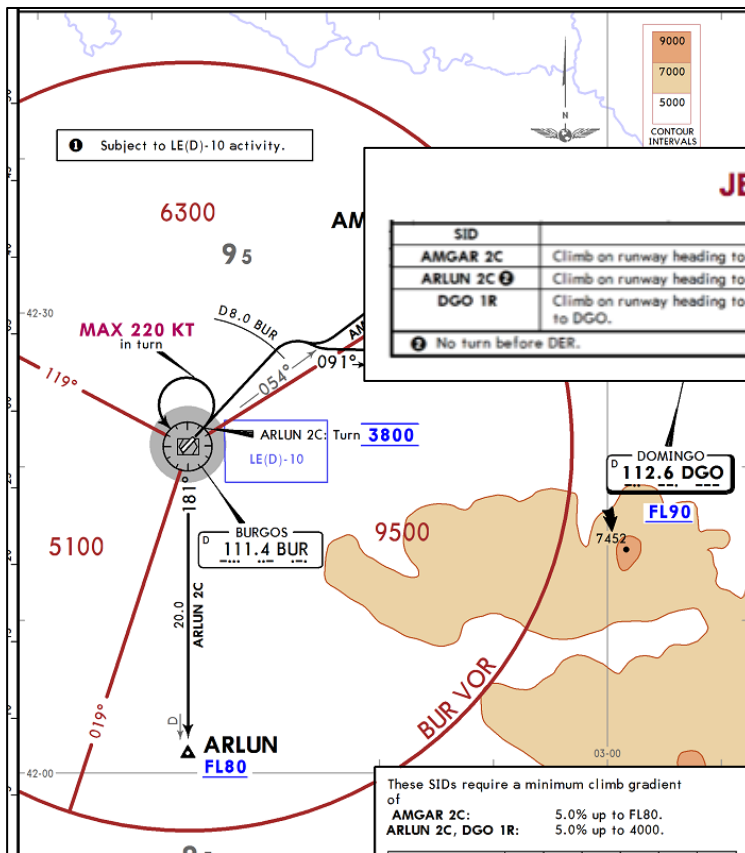 9000
7000
5000
CONTOUR
INTERVALS
N
❶ Subject to LE(D)-10 activity.
6300
9 5
AM
JE
SID
AMGAR 2C Climb on runway heading to
ARLUN 2C ❷ Climb on runway heading to
DGO 1R Climb on runway heading to
to DGO.
❷ No turn before DER.
42-30
MAX 220 KT
in turn
D8.0 BUR
AM
054°
091°
119°
ARLUN 2C: Turn 3800
LE(D)-10
DOMINGO
D 112.6 DGO
FL90
7452
181°
BURGOS
D 111.4 BUR
5100
9500
20.0
ARLUN 2C
019°
BUR VOR
D
ARLUN
FL80
42-00
03-00
These SIDs require a minimum climb gradient
of
AMGAR 2C: 5.0% up to FL80.
ARLUN 2C, DGO 1R: 5.0% up to 4000.